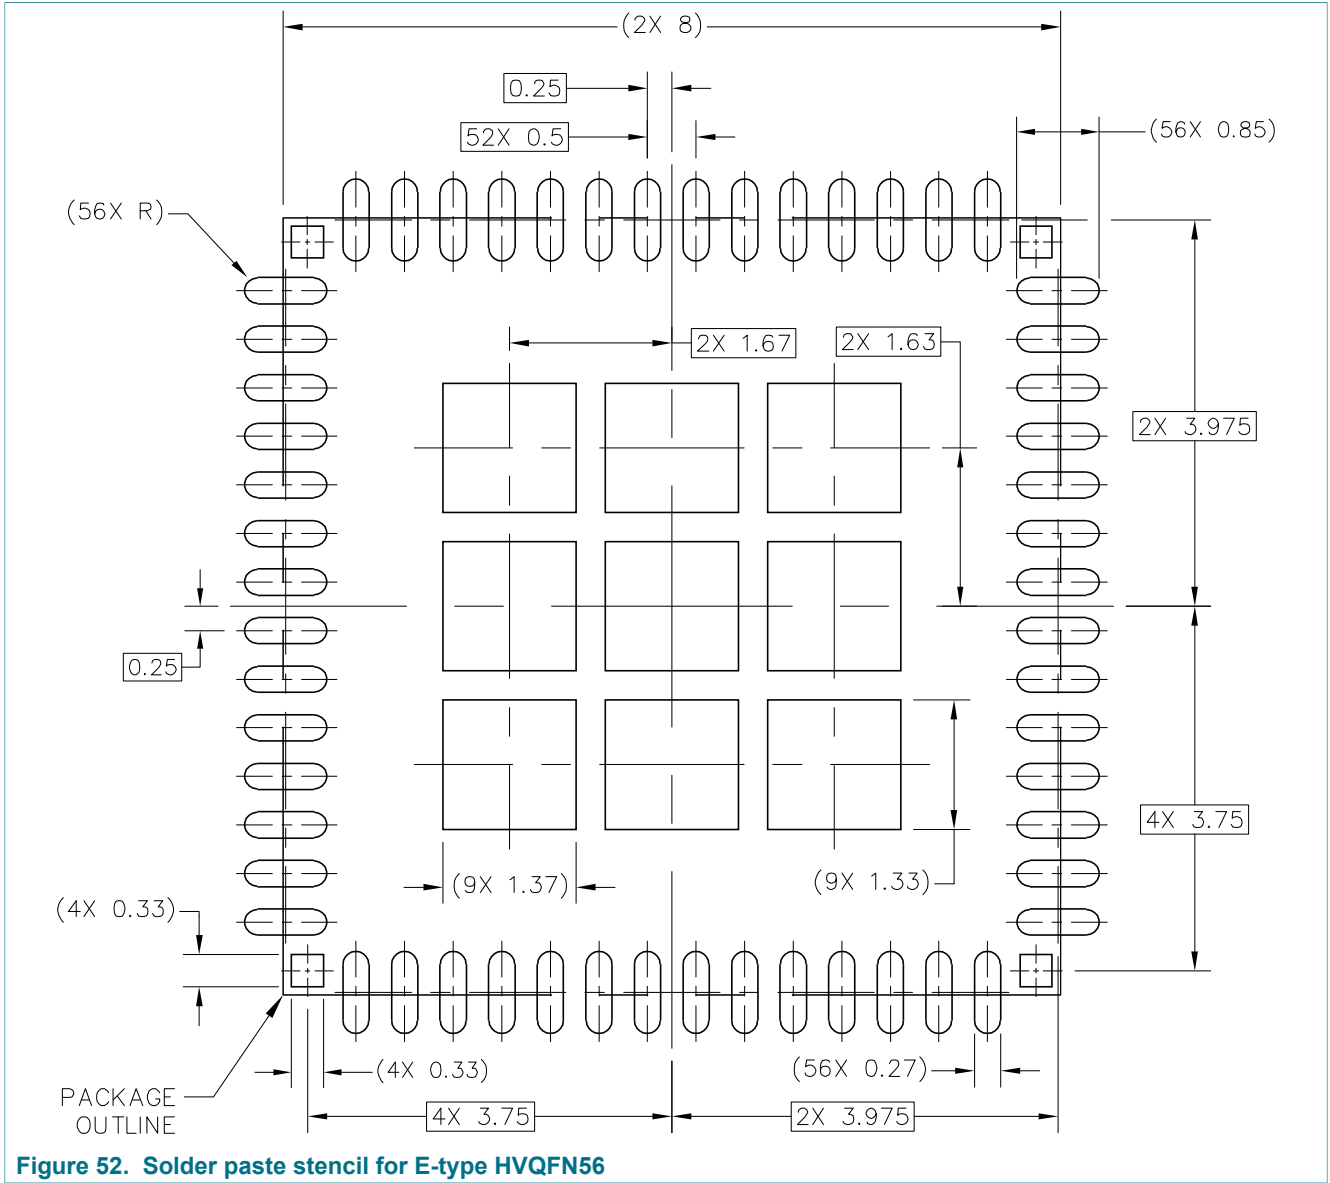 (2X 8)
0.25
52X 0.5
(56X 0.85)
(56X R)
2X 1.67
2X 1.63
2X 3.975
0.25
4X 3.75
(9X 1.37)
(9X 1.33)
(4X 0.33)
(4X 0.33)
(56X 0.27)
PACKAGE
OUTLINE
4X 3.75
2X 3.975
Figure 52. Solder paste stencil for E-type HVQFN56